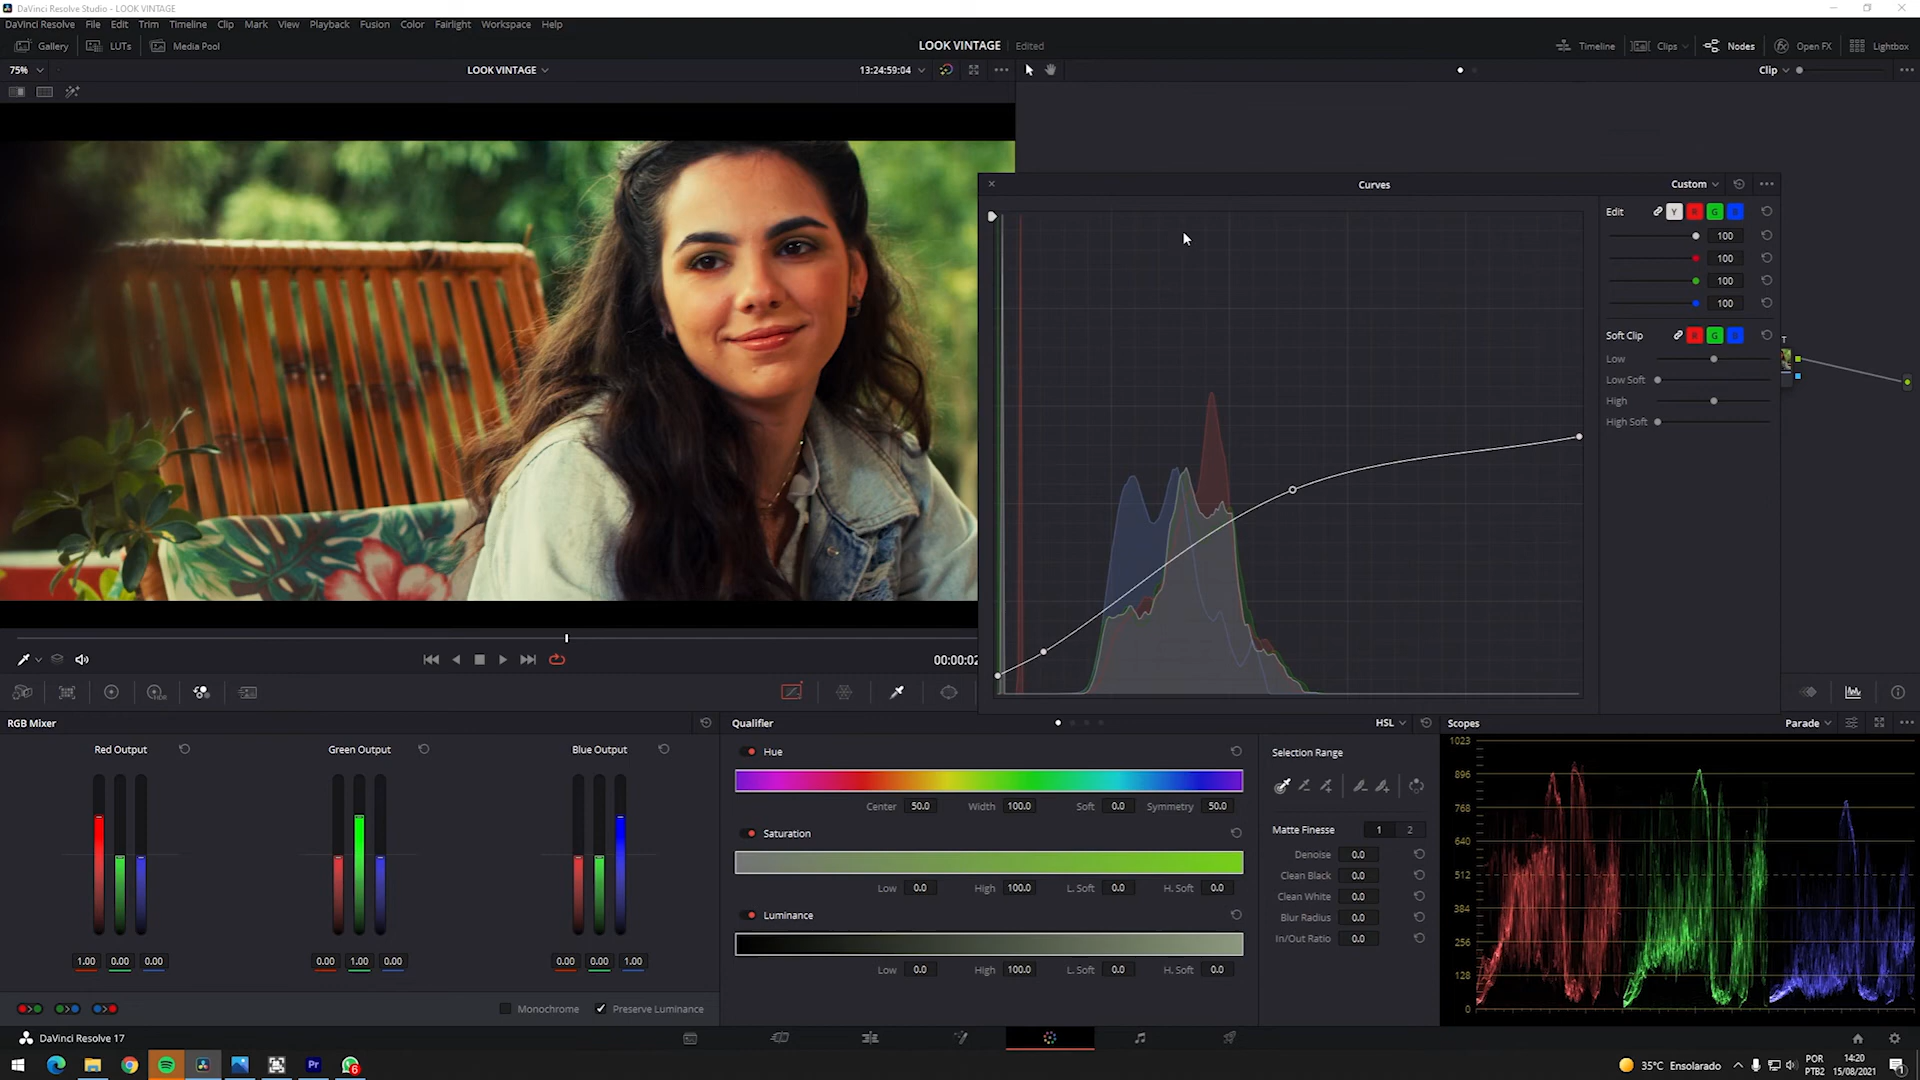 DaVinci Resolve Studio - LOOK VINTAGE
DaVinci Resolve File Edit Trim Timeline Clip Mark View Playback Fusion Color Fairlight Workspace Help
Gallery LUTs Media Pool LOOK VINTAGE Edited Timeline Clips Nodes Open FX Lightbox
75% LOOK VINTAGE 13:24:59:04 Clip
Curves Custom
Edit Y
100
100
100
100
Soft Clip
Low
Low Soft
High
High Soft
T
00:00:02
HDR
RGB Mixer Qualifier HSL Scopes Parade
Red Output Green Output Blue Output
Hue
Center 50.0 Width 100.0 Soft 0.0 Symmetry 50.0
Saturation
Low 0.0 High 100.0 L. Soft 0.0 H. Soft 0.0
Luminance
Low 0.0 High 100.0 L. Soft 0.0 H. Soft 0.0
Selection Range
Matte Finesse 1 2
Denoise 0.0
Clean Black 0.0
Clean White 0.0
Blur Radius 0.0
In/Out Ratio 0.0
1023
896
768
640
512
384
256
128
0
1.00 0.00 0.00 0.00 1.00 0.00 0.00 0.00 1.00
Monochrome Preserve Luminance
DaVinci Resolve 17
Pr 6 35°C Ensolarado POR PTB2 14:20 15/08/2021 1